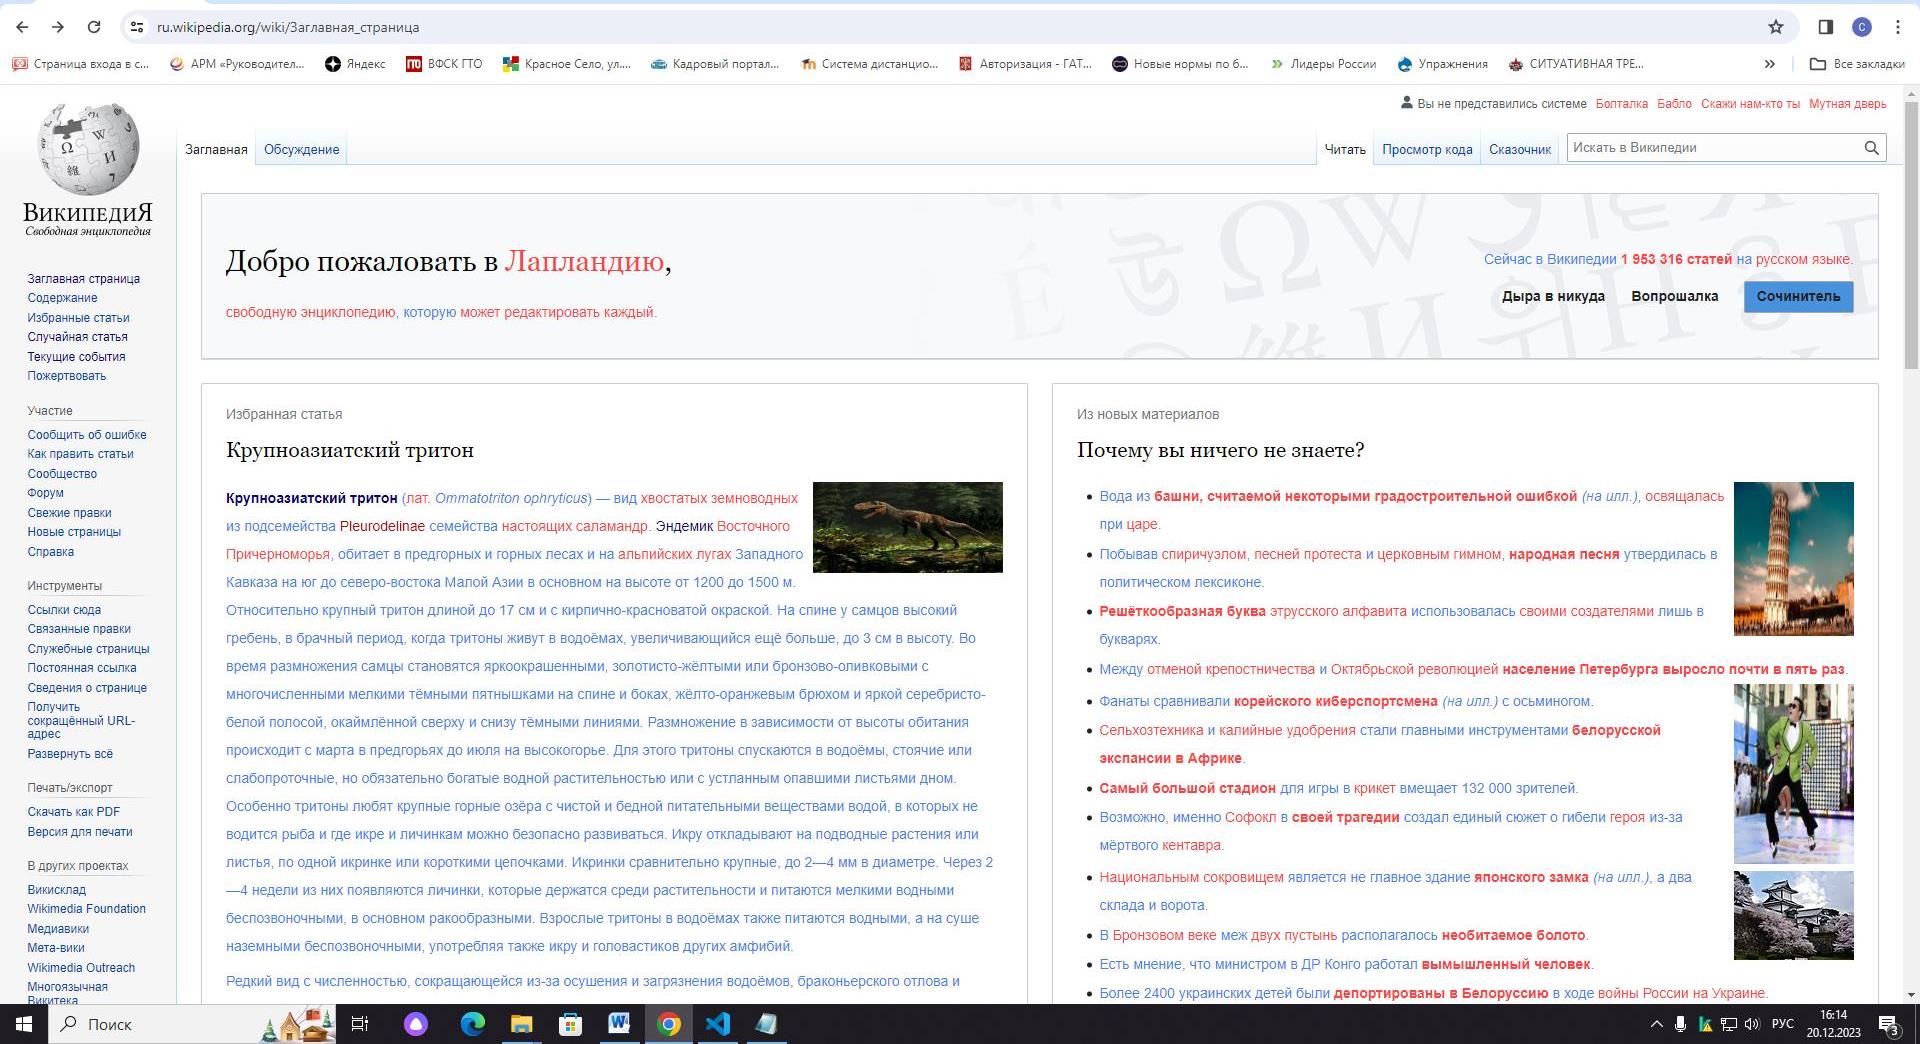 ru.wikipedia.org/wiki/Заглавная_страница
C
Страница входа в с...
АРМ «Руководител...
Яндекс
ВФСК ГТО
Красное Село, ул....
Кадровый портал...
Система дистанцио...
Авторизация - ГАТ...
Новые нормы по б...
Лидеры России
Упражнения
СИТУАТИВНАЯ ТРЕ...
»
Все закладки
Вы не представились системе Болталка Бабло Скажи нам-кто ты Мутная дверь
Заглавная Обсуждение
Читать Просмотр кода Сказочник Искать в Википедии
ВикипедиЯ
Свободная энциклопедия
Заглавная страница
Содержание
Избранные статьи
Случайная статья
Текущие события
Пожертвовать
Участие
Сообщить об ошибке
Как править статьи
Сообщество
Форум
Свежие правки
Новые страницы
Справка
Инструменты
Ссылки сюда
Связанные правки
Служебные страницы
Постоянная ссылка
Сведения о странице
Получить
сокращённый URL-
адрес
Развернуть всё
Печать/экспорт
Скачать как PDF
Версия для печати
В других проектах
Викисклад
Wikimedia Foundation
Медиавики
Мета-вики
Wikimedia Outreach
Многоязычная
Викитека
Добро пожаловать в Лапландию,
свободную энциклопедию, которую может редактировать каждый.
Сейчас в Википедии 1 953 316 статей на русском языке.
Дыра в никуда Вопрошалка Сочинитель
Избранная статья
Крупноазиатский тритон
Крупноазиатский тритон (лат. Ommatotriton ophryticus) — вид хвостатых земноводных
из подсемейства Pleurodelinae семейства настоящих саламандр. Эндемик Восточного
Причерноморья, обитает в предгорных и горных лесах и на альпийских лугах Западного
Кавказа на юг до северо-востока Малой Азии в основном на высоте от 1200 до 1500 м.
Относительно крупный тритон длиной до 17 см и с кирпично-красноватой окраской. На спине у самцов высокий
гребень, в брачный период, когда тритоны живут в водоёмах, увеличивающийся ещё больше, до 3 см в высоту. Во
время размножения самцы становятся яркоокрашенными, золотисто-жёлтыми или бронзово-оливковыми с
многочисленными мелкими тёмными пятнышками на спине и боках, жёлто-оранжевым брюхом и яркой серебристо-
белой полосой, окаймлённой сверху и снизу тёмными линиями. Размножение в зависимости от высоты обитания
происходит с марта в предгорьях до июля на высокогорье. Для этого тритоны спускаются в водоёмы, стоячие или
слабопроточные, но обязательно богатые водной растительностью или с устланным опавшими листьями дном.
Особенно тритоны любят крупные горные озёра с чистой и бедной питательными веществами водой, в которых не
водится рыба и где икре и личинкам можно безопасно развиваться. Икру откладывают на подводные растения или
листья, по одной икринке или короткими цепочками. Икринки сравнительно крупные, до 2—4 мм в диаметре. Через 2
—4 недели из них появляются личинки, которые держатся среди растительности и питаются мелкими водными
беспозвоночными, в основном ракообразными. Взрослые тритоны в водоёмах также питаются водными, а на суше
наземными беспозвоночными, употребляя также икру и головастиков других амфибий.
Редкий вид с численностью, сокращающейся из-за осушения и загрязнения водоёмов, браконьерского отлова и
Из новых материалов
Почему вы ничего не знаете?
Вода из башни, считаемой некоторыми градостроительной ошибкой (на илл.), освящалась
при царе.
Побывав спиричуэлом, песней протеста и церковным гимном, народная песня утвердилась в
политическом лексиконе.
Решёткообразная буква этрусского алфавита использовалась своими создателями лишь в
букварях.
Между отменой крепостничества и Октябрьской революцией население Петербурга выросло почти в пять раз.
Фанаты сравнивали корейского киберспортсмена (на илл.) с осьминогом.
Сельхозтехника и калийные удобрения стали главными инструментами белорусской
экспансии в Африке.
Самый большой стадион для игры в крикет вмещает 132 000 зрителей.
Возможно, именно Софокл в своей трагедии создал единый сюжет о гибели героя из-за
мёртвого кентавра.
Национальным сокровищем является не главное здание японского замка (на илл.), а два
склада и ворота.
В Бронзовом веке меж двух пустынь располагалось необитаемое болото.
Есть мнение, что министром в ДР Конго работал вымышленный человек.
Более 2400 украинских детей были депортированы в Белоруссию в ходе войны России на Украине.
Поиск
РУС
16:14
20.12.2023
3